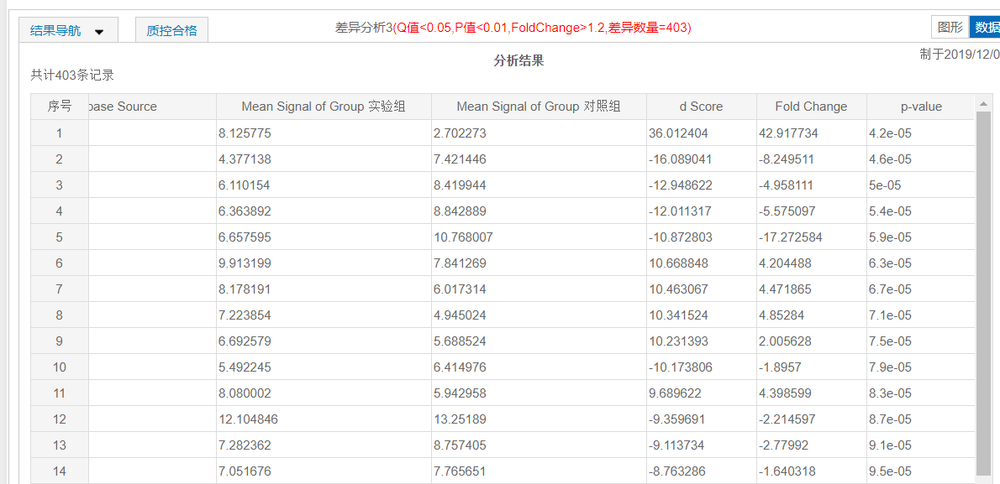 结果导航
质控合格
差异分析3(Q值<0.05,P值<0.01,FoldChange>1.2,差异数量=403)
图形 数据
分析结果
制于2019/12/0
共计403条记录
序号 base Source Mean Signal of Group 实验组 Mean Signal of Group 对照组 d Score Fold Change p-value
1 8.125775 2.702273 36.012404 42.917734 4.2e-05
2 4.377138 7.421446 -16.089041 -8.249511 4.6e-05
3 6.110154 8.419944 -12.948622 -4.958111 5e-05
4 6.363892 8.842889 -12.011317 -5.575097 5.4e-05
5 6.657595 10.768007 -10.872803 -17.272584 5.9e-05
6 9.913199 7.841269 10.668848 4.204488 6.3e-05
7 8.178191 6.017314 10.463067 4.471865 6.7e-05
8 7.223854 4.945024 10.341524 4.85284 7.1e-05
9 6.692579 5.688524 10.231393 2.005628 7.5e-05
10 5.492245 6.414976 -10.173806 -1.8957 7.9e-05
11 8.080002 5.942958 9.689622 4.398599 8.3e-05
12 12.104846 13.25189 -9.359691 -2.214597 8.7e-05
13 7.282362 8.757405 -9.113734 -2.77992 9.1e-05
14 7.051676 7.765651 -8.763286 -1.640318 9.5e-05